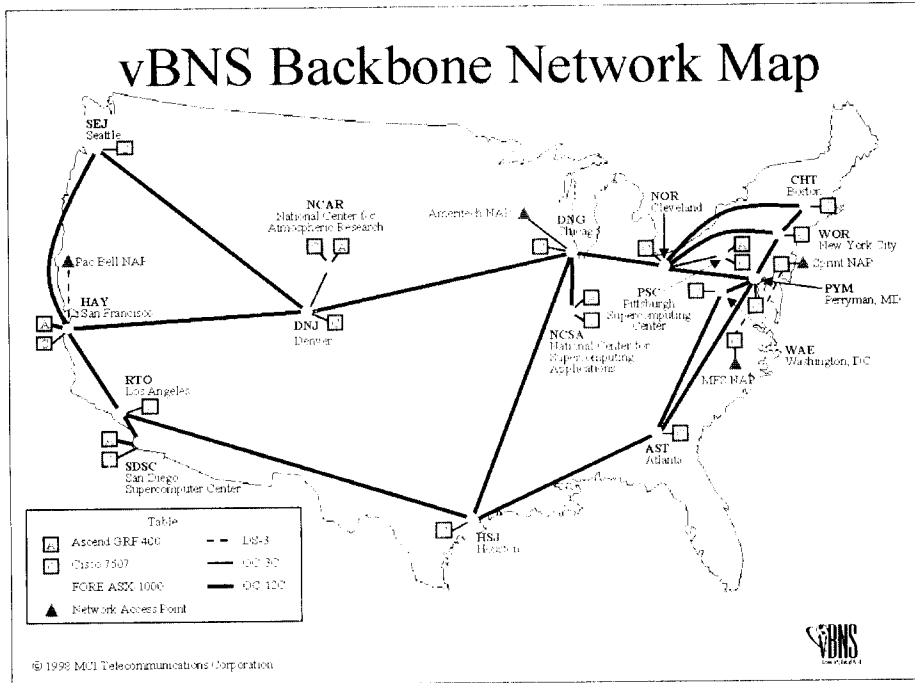 vBNS Backbone Network Map
SEJ
Seattle
NCAR
National Center for
Atmospheric Research
Ameritech NAP
DNG
Chicago
NOR
Cleveland
CHT
Boston
WOR
New York City
Sprint NAP
Pac Bell NAP
HAY
San Francisco
DNJ
Denver
PSC
Pittsburgh
Supercomputing
Center
PYM
Perryman, MD
NCSA
National Center for
Supercomputing
Applications
WAE
Washington, DC
MFS NAP
RTO
Los Angeles
AST
Atlanta
SDSC
San Diego
Supercomputer Center
HSJ
Houston
Table
A Ascend GRF 400
DS-3
C Cisco 7507
OC-3C
FORE ASX-1000
OC-12C
Network Access Point
© 1998 MCI Telecommunications Corporation
vBNS